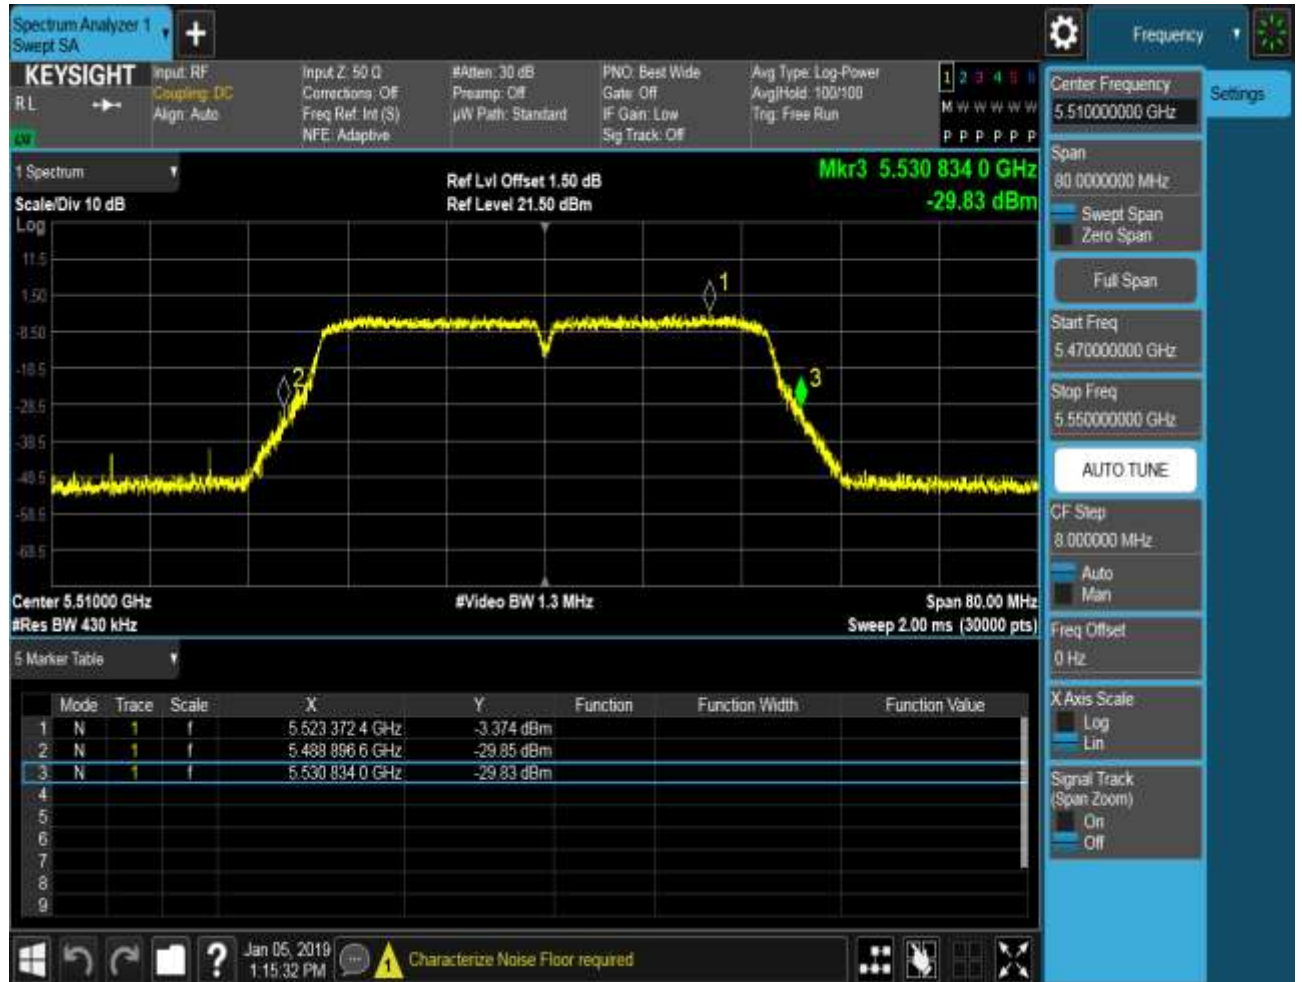 Spectrum Analyzer 1
Swept SA
Frequency
KEYSIGHT
RL
Input: RF
Coupling: DC
Align: Auto
Input Z: 50 Ω
Corrections: Off
Freq Ref: Int (S)
NFE: Adaptive
#Atten: 30 dB
Preamp: Off
µW Path: Standard
PNO: Best Wide
Gate: Off
IF Gain: Low
Sig Track: Off
Avg Type: Log-Power
Avg|Hold: 100/100
Trig: Free Run
1 2 3 4 5 6
M W W W W W
P P P P P P
1 Spectrum
Scale/Div 10 dB
Log
Ref Lvl Offset 1.50 dB
Ref Level 21.50 dBm
Mkr3 5.530 834 0 GHz
-29.83 dBm
11.5
1.50
-8.50
-18.5
-28.5
-38.5
-48.5
-58.5
-68.5
1
2
3
Center 5.51000 GHz
#Res BW 430 kHz
#Video BW 1.3 MHz
Span 80.00 MHz
Sweep 2.00 ms (30000 pts)
5 Marker Table
Mode Trace Scale X Y Function Function Width Function Value
1 N 1 f 5.523 372 4 GHz -3.374 dBm
2 N 1 f 5.488 896 6 GHz -29.85 dBm
3 N 1 f 5.530 834 0 GHz -29.83 dBm
4
5
6
7
8
9
Jan 05, 2019
1:15:32 PM
Characterize Noise Floor required
Settings
Center Frequency
5.510000000 GHz
Span
80.0000000 MHz
Swept Span
Zero Span
Full Span
Start Freq
5.470000000 GHz
Stop Freq
5.550000000 GHz
AUTO TUNE
CF Step
8.000000 MHz
Auto
Man
Freq Offset
0 Hz
X Axis Scale
Log
Lin
Signal Track
(Span Zoom)
On
Off